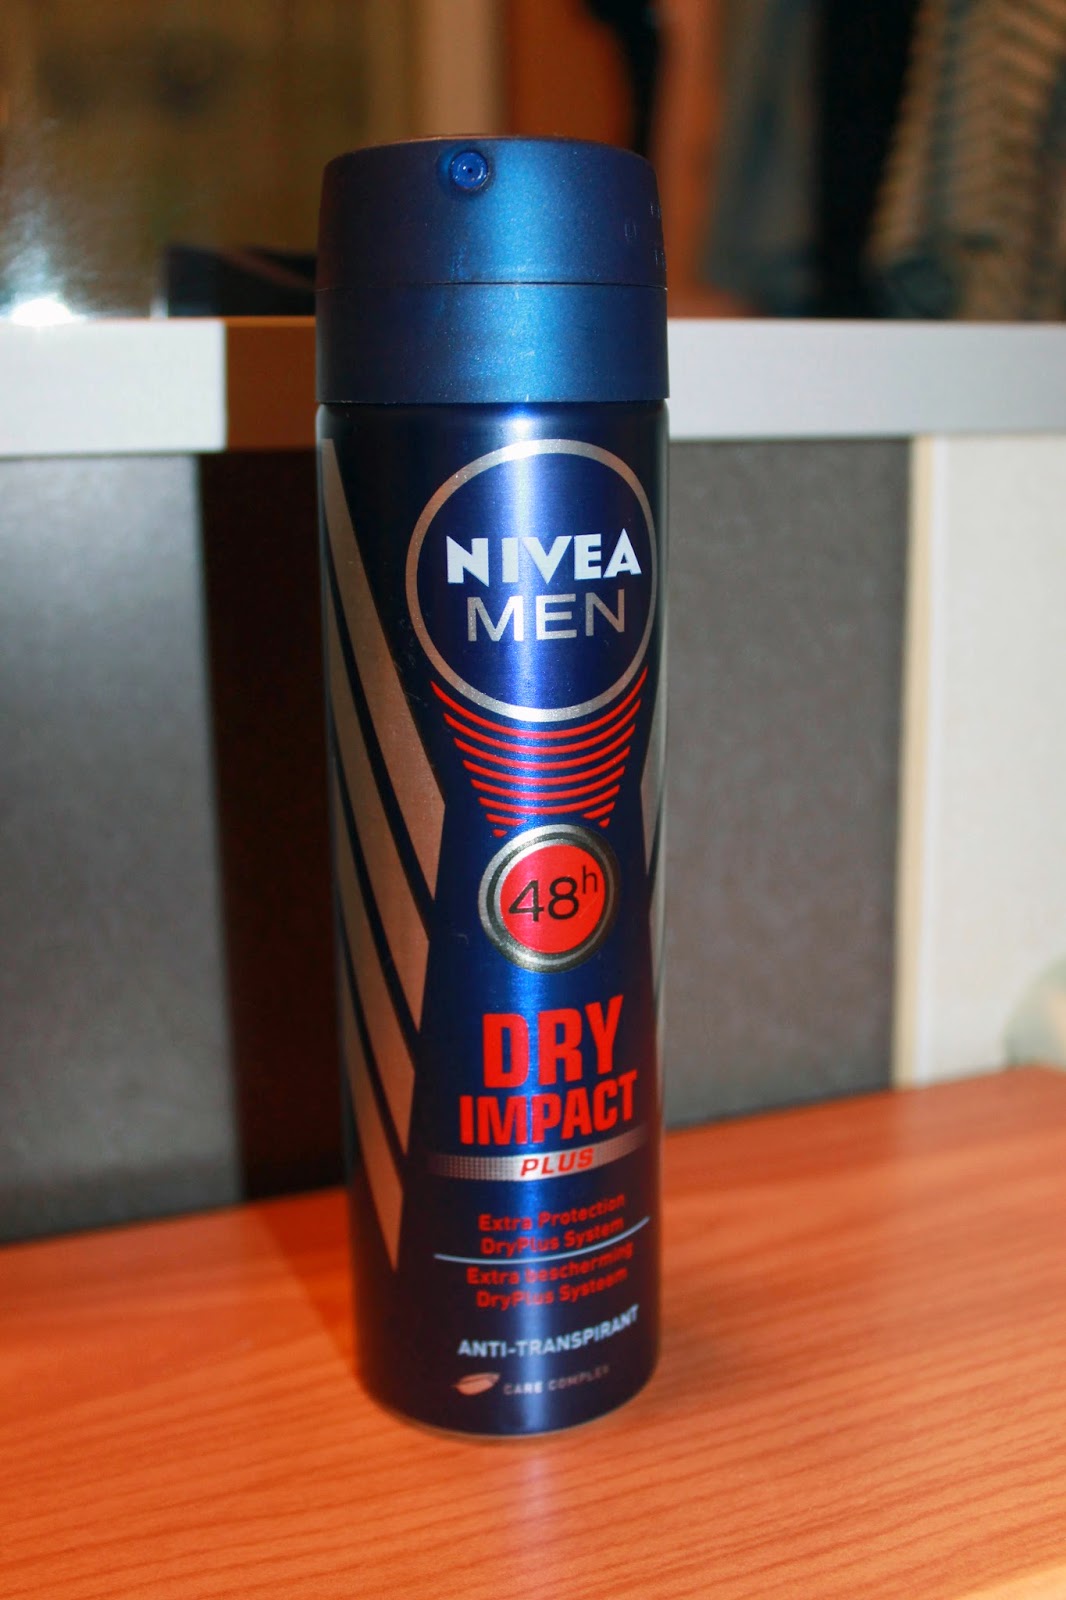 NIVEA
MEN
48h
DRY
IMPACT
PLUS
Extra Protection
DryPlus System
Extra bescherming
DryPlus Systeem
ANTI-TRANSPIRANT
CARE COMPLEX